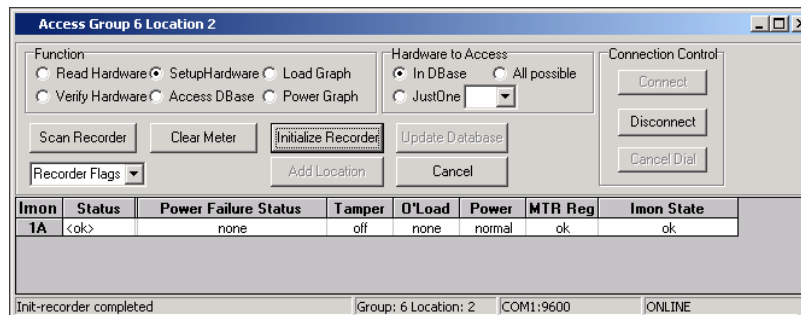 Access Group 6 Location 2
Function Hardware to Access Connection Control
Read Hardware SetupHardware Load Graph In DBase All possible Connect
Verify Hardware Access DBase Power Graph JustOne
Disconnect
Scan Recorder Clear Meter Initialize Recorder Update Database
Recorder Flags Add Location Cancel Cancel Dial
Imon Status Power Failure Status Tamper O'Load Power MTR Reg Imon State
1A <ok> none off none normal ok ok
Init-recorder completed Group: 6 Location: 2 COM1:9600 ONLINE